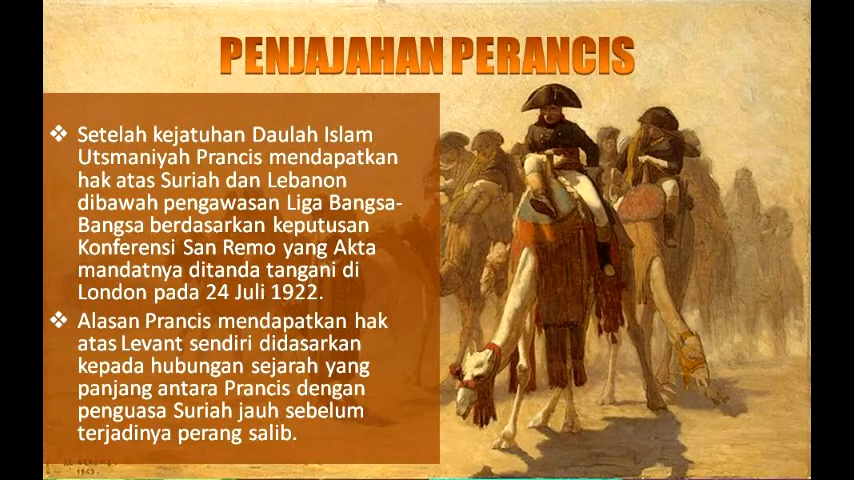 PENJAJAHAN PERANCIS
❖ Setelah kejatuhan Daulah Islam
Utsmaniyah Prancis mendapatkan
hak atas Suriah dan Lebanon
dibawah pengawasan Liga Bangsa-
Bangsa berdasarkan keputusan
Konferensi San Remo yang Akta
mandatnya ditanda tangani di
London pada 24 Juli 1922.
❖ Alasan Prancis mendapatkan hak
atas Levant sendiri didasarkan
kepada hubungan sejarah yang
panjang antara Prancis dengan
penguasa Suriah jauh sebelum
terjadinya perang salib.